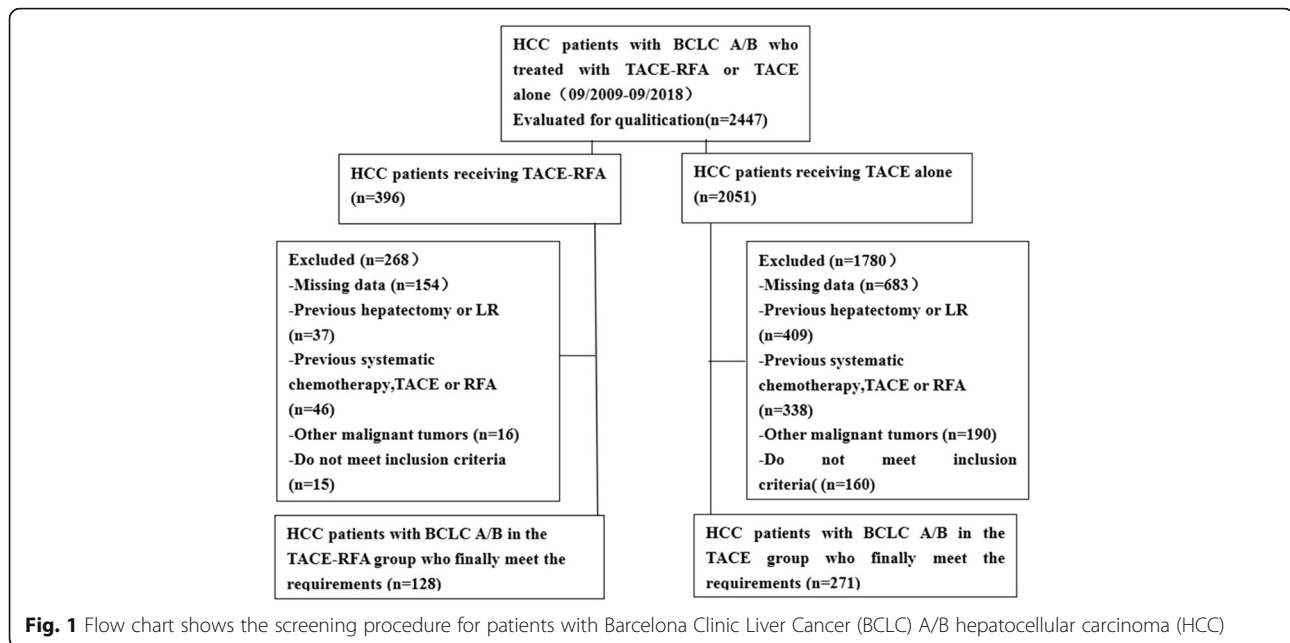 HCC patients with BCLC A/B who
treated with TACE-RFA or TACE
alone（09/2009-09/2018）
Evaluated for qualitication(n=2447)
HCC patients receiving TACE-RFA
(n=396)
HCC patients receiving TACE alone
(n=2051)
Excluded (n=268）
-Missing data (n=154）
-Previous hepatectomy or LR
(n=37)
-Previous systematic
chemotherapy,TACE or RFA
(n=46)
-Other malignant tumors (n=16)
-Do not meet inclusion criteria
(n=15)
Excluded (n=1780）
-Missing data (n=683）
-Previous hepatectomy or LR
(n=409)
-Previous systematic
chemotherapy,TACE or RFA
(n=338)
-Other malignant tumors (n=190)
-Do not meet inclusion
criteria( (n=160)
HCC patients with BCLC A/B in the
TACE-RFA group who finally meet the
requirements (n=128)
HCC patients with BCLC A/B in the
TACE group who finally meet the
requirements (n=271)
Fig. 1 Flow chart shows the screening procedure for patients with Barcelona Clinic Liver Cancer (BCLC) A/B hepatocellular carcinoma (HCC)